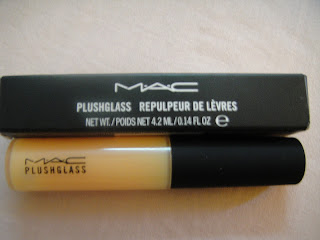 MAC
PLUSHGLASS REPULPEUR DE LÈVRES
NET WT./POIDS NET 4.2 ML/0.14 FL OZ ℮
MAC
PLUSHGLASS